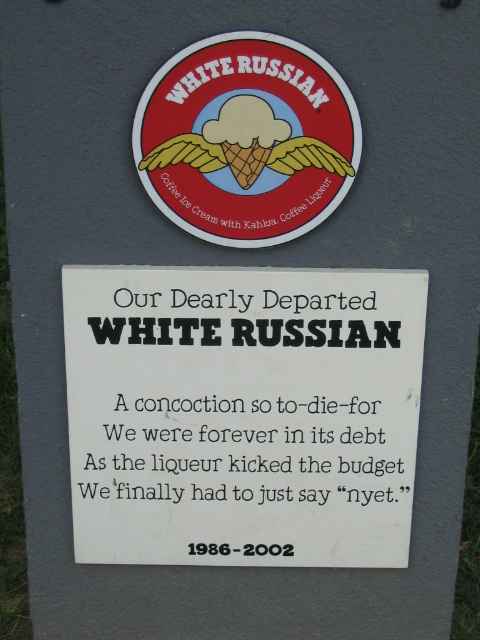 WHITE RUSSIAN
Coffee Ice Cream with Kahlua Coffee Liqueur
Our Dearly Departed
WHITE RUSSIAN
A concoction so to-die-for
We were forever in its debt
As the liqueur kicked the budget
We finally had to just say “nyet.”
1986-2002